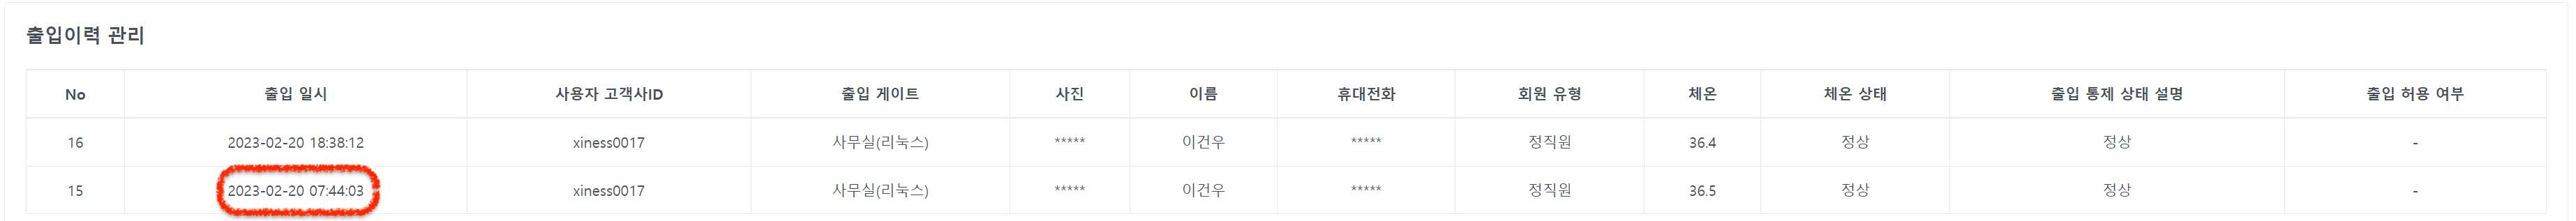 출입이력 관리
No 출입 일시 사용자 고객사ID 출입 게이트 사진 이름 휴대전화 회원 유형 체온 체온 상태 출입 통제 상태 설명 출입 허용 여부
16 2023-02-20 18:38:12 xiness0017 사무실(리눅스) ***** 이건우 ***** 정직원 36.4 정상 정상 -
15 2023-02-20 07:44:03 xiness0017 사무실(리눅스) ***** 이건우 ***** 정직원 36.5 정상 정상 -